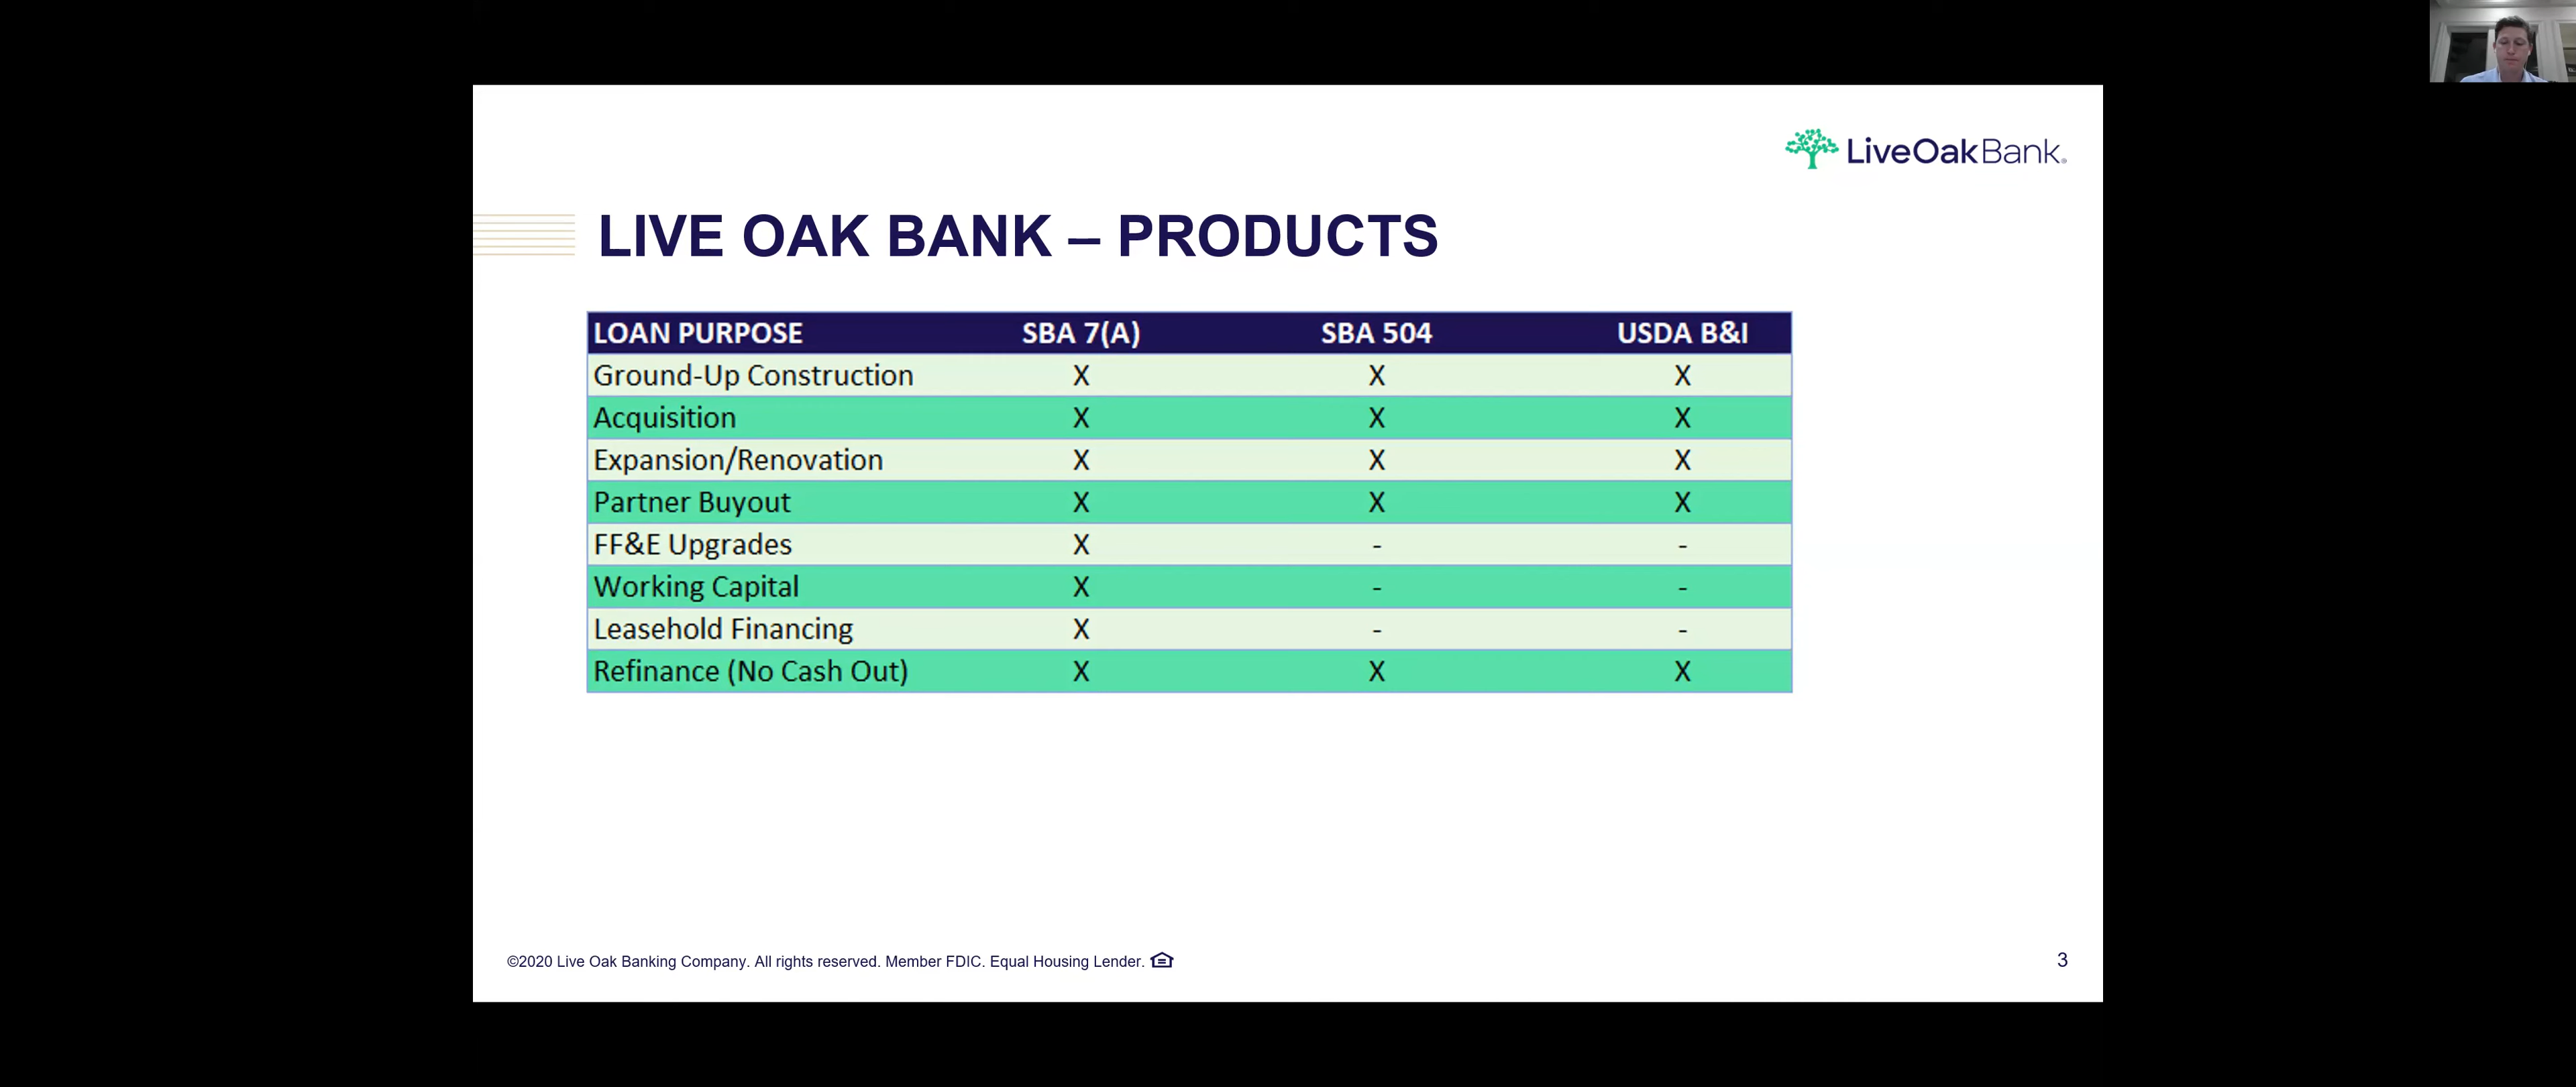 LiveOakBank
LIVE OAK BANK – PRODUCTS
LOAN PURPOSE SBA 7(A) SBA 504 USDA B&I
Ground-Up Construction X X X
Acquisition X X X
Expansion/Renovation X X X
Partner Buyout X X X
FF&E Upgrades X - -
Working Capital X - -
Leasehold Financing X - -
Refinance (No Cash Out) X X X
©2020 Live Oak Banking Company. All rights reserved. Member FDIC. Equal Housing Lender.
3